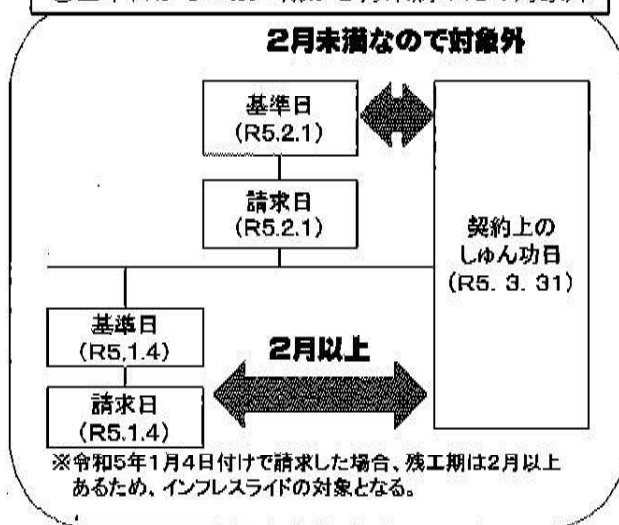 2月未満なので対象外
基準日
(R5.2.1)
請求日
(R5.2.1)
契約上の
しゅん功日
(R5. 3. 31)
基準日
(R5.1.4)
2月以上
請求日
(R5.1.4)
※令和5年1月4日付けで請求した場合、残工期は2月以上
あるため、インフレスライドの対象となる。